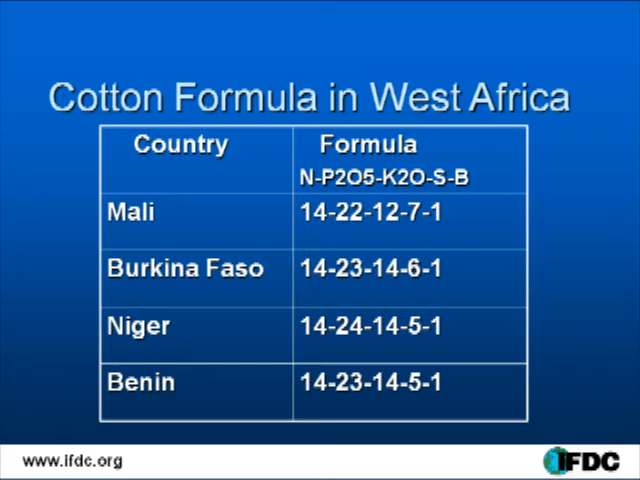 Cotton Formula in West Africa
Country Formula
N-P2O5-K2O-S-B
Mali 14-22-12-7-1
Burkina Faso 14-23-14-6-1
Niger 14-24-14-5-1
Benin 14-23-14-5-1
www.ifdc.org IFDC